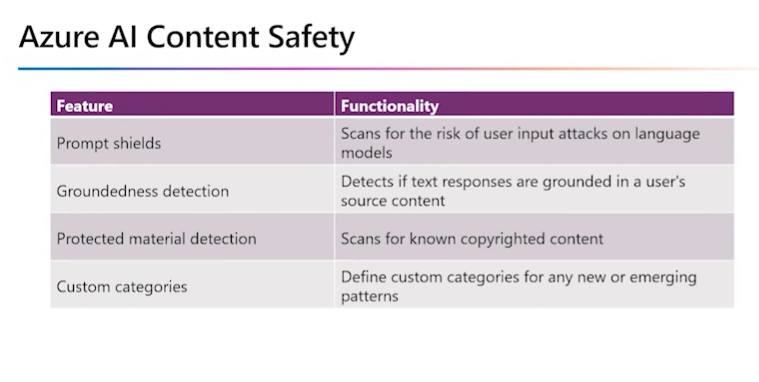 Azure AI Content Safety
Feature
Functionality
Prompt shields
Scans for the risk of user input attacks on language
models
Groundedness detection
Detects if text responses are grounded in a user's
source content
Protected material detection
Scans for known copyrighted content
Custom categories
Define custom categories for any new or emerging
patterns